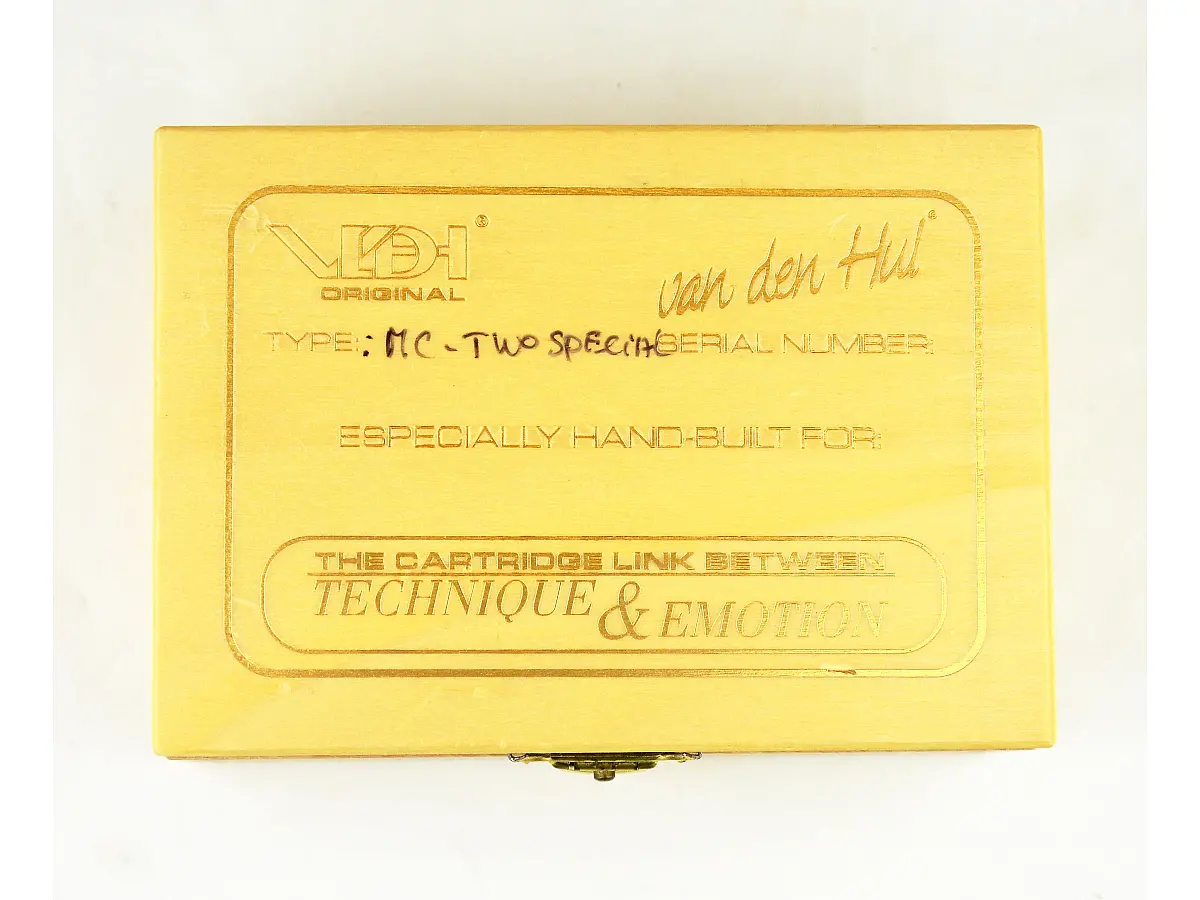 VDH®
van den Hul®
ORIGINAL
TYPE: : MC-TWO SPECIAL SERIAL NUMBER:
ESPECIALLY HAND-BUILT FOR:
THE CARTRIDGE LINK BETWEEN
TECHNIQUE & EMOTION